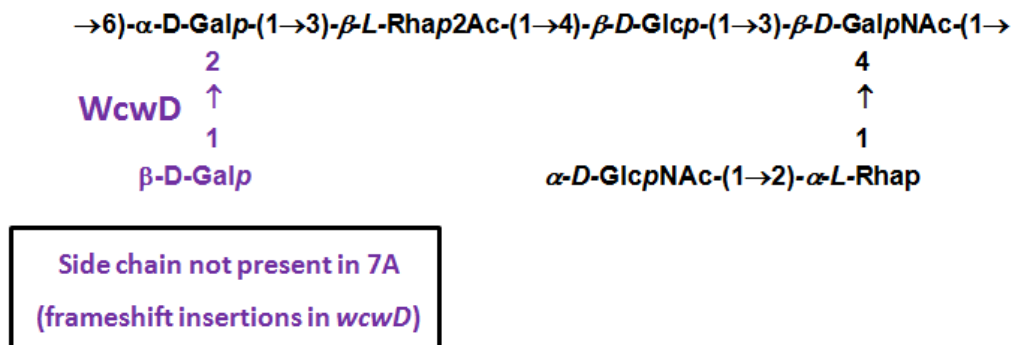 →6)-α-D-Galp-(1→3)-β-L-Rhap2Ac-(1→4)-β-D-Glcp-(1→3)-β-D-GalpNAc-(1→
2 4
WcwD ↑ ↑
1 1
β-D-Galp α-D-GlcpNAc-(1→2)-α-L-Rhap
Side chain not present in 7A
(frameshift insertions in wcwD)